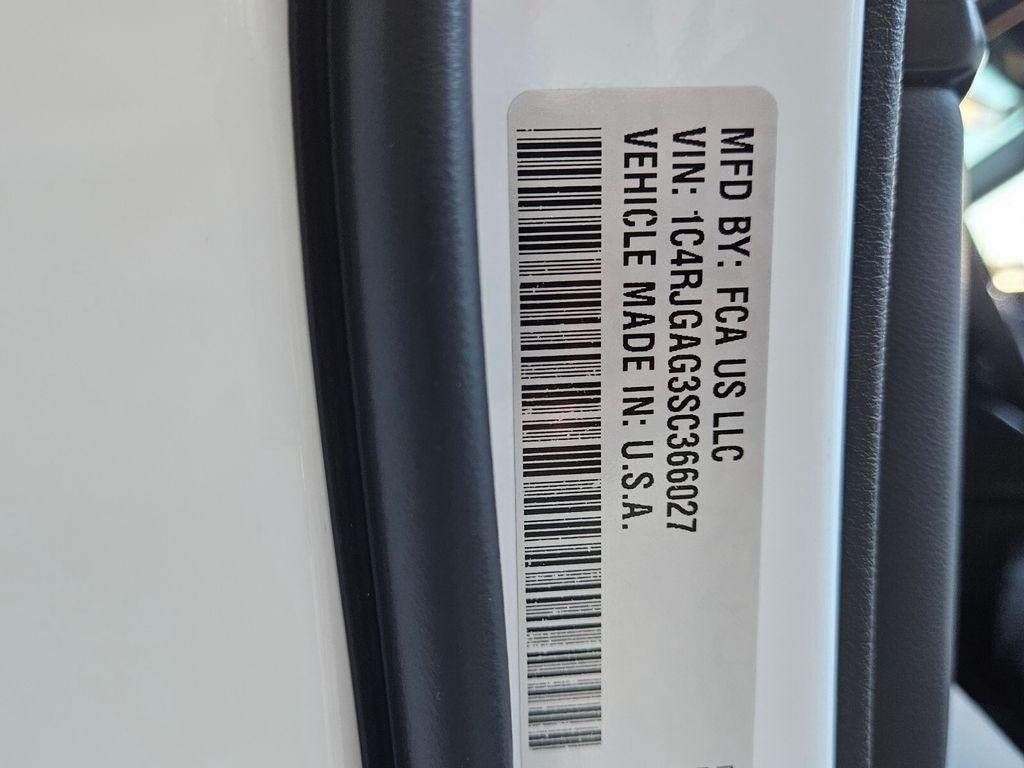 MFD BY: FCA US LLC
VIN: 1C4RJGAG3SC366027
VEHICLE MADE IN: U.S.A.